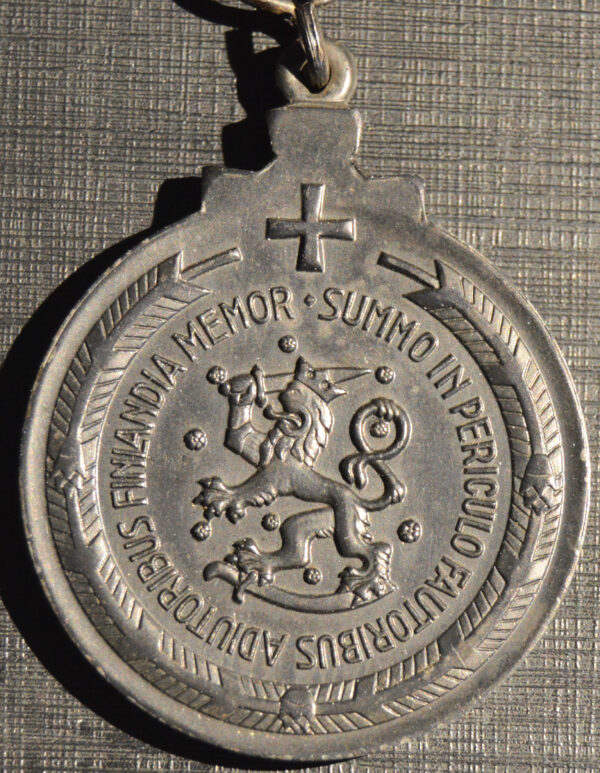 · SUMMO IN PERICULO FAUTORIBUS ADIUTORIBUS FINLANDIA MEMOR